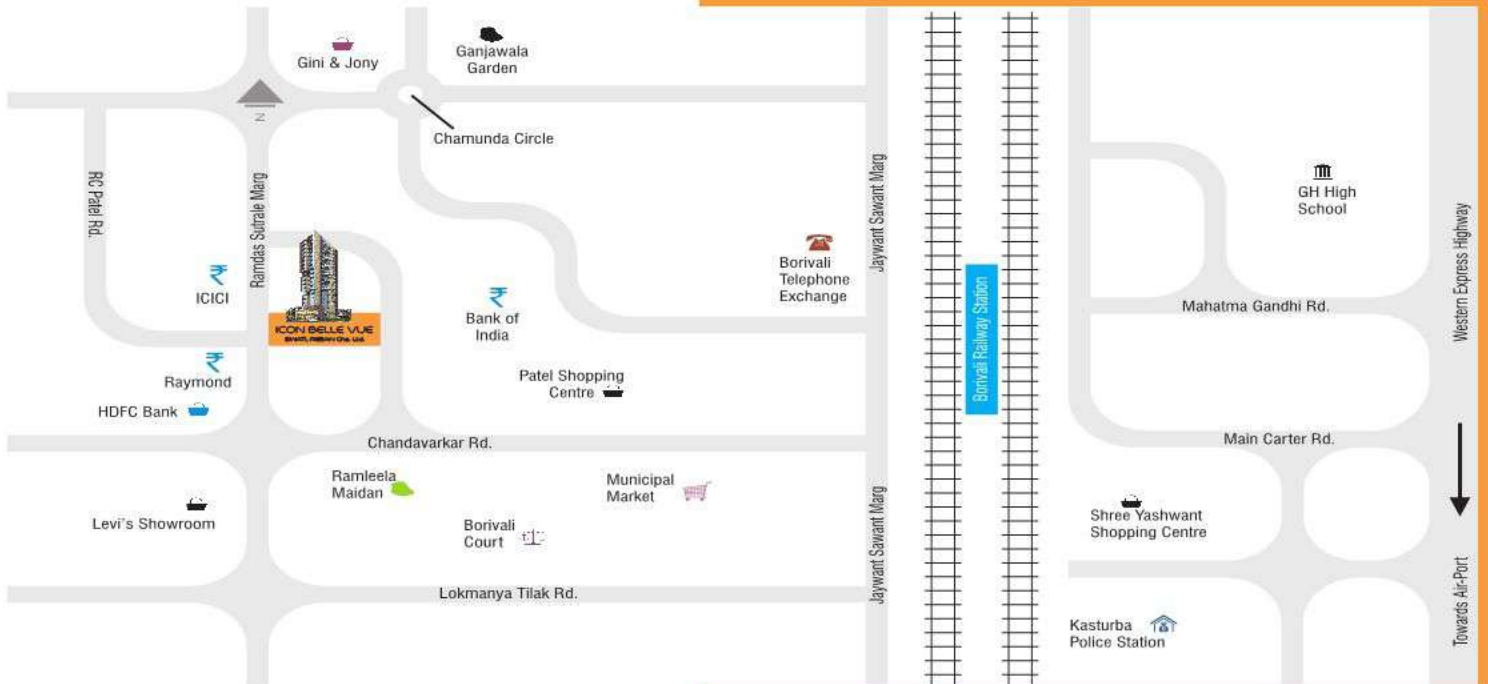 Gini & Jony
Ganjawala
Garden
N
Chamunda Circle
RC Patel Rd.
Ramdas Sutrale Marg
Jaywant Sawant Marg
GH High
School
Western Express Highway
ICICI
Borivali
Telephone
Exchange
Borivali Railway Station
Mahatma Gandhi Rd.
ICON BELLE VUE
Bank of
India
Raymond
Patel Shopping
Centre
HDFC Bank
Chandavarkar Rd.
Main Carter Rd.
Ramleela
Maidan
Municipal
Market
Levi's Showroom
Borivali
Court
Jaywant Sawant Marg
Shree Yashwant
Shopping Centre
Lokmanya Tilak Rd.
Towards Air-Port
Kasturba
Police Station